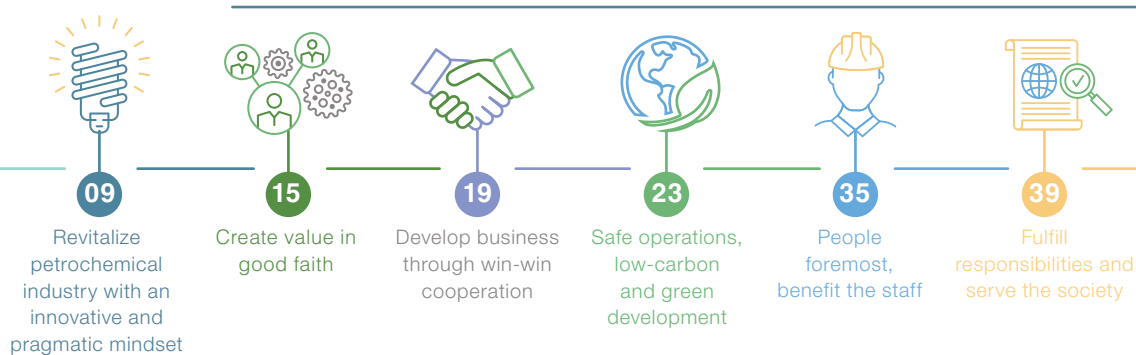 09
Revitalize
petrochemical
industry with an
innovative and
pragmatic mindset
15
Create value in
good faith
19
Develop business
through win-win
cooperation
23
Safe operations,
low-carbon
and green
development
35
People
foremost,
benefit the staff
39
Fulfill
responsibilities and
serve the society